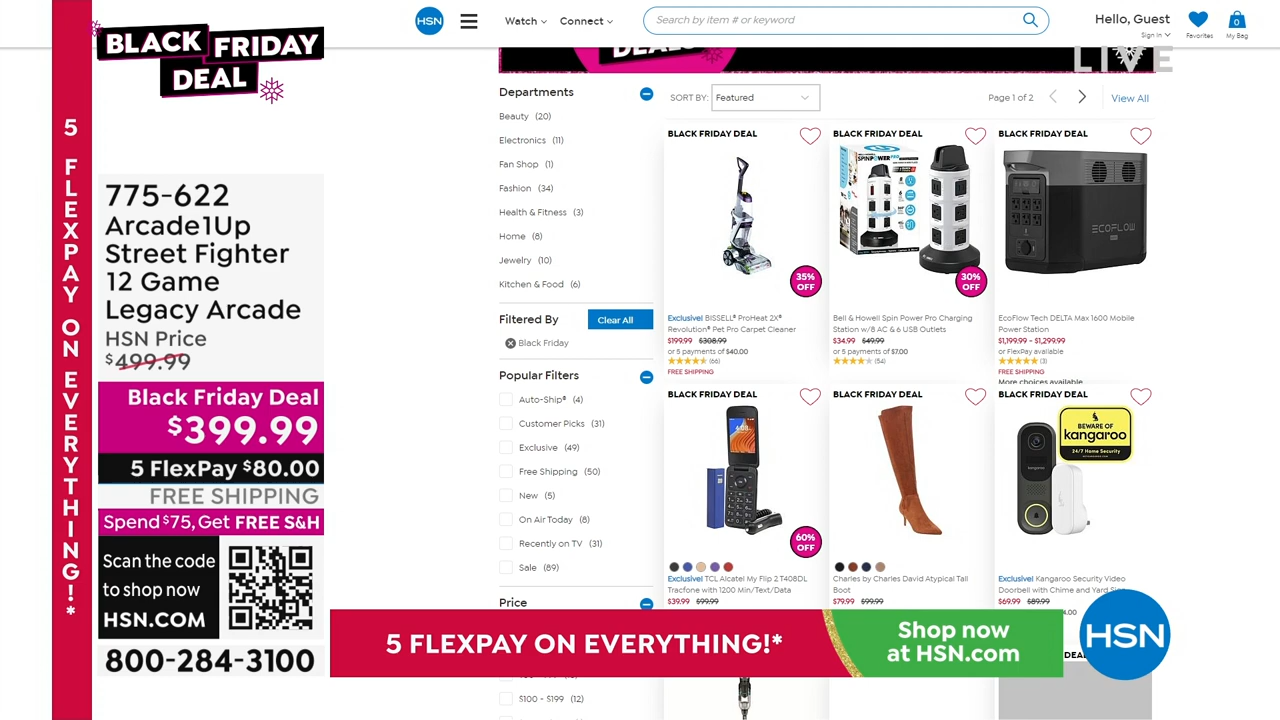 BLACK FRIDAY
DEAL
5 FLEXPAY ON EVERYTHING!*
775-622
Arcade1Up
Street Fighter
12 Game
Legacy Arcade
HSN Price
$499.99
Black Friday Deal
$399.99
5 FlexPay $80.00
FREE SHIPPING
Spend $75, Get FREE S&H
Scan the code
to shop now
HSN.COM
800-284-3100
HSN
Watch
Connect
Search by item # or keyword
Hello, Guest
Sign in
Favorites
0
My Bag
LIVE
DEALS
Departments
Beauty (20)
Electronics (11)
Fan Shop (1)
Fashion (34)
Health & Fitness (3)
Home (8)
Jewelry (10)
Kitchen & Food (6)
Filtered By
Clear All
Black Friday
Popular Filters
Auto-Ship® (4)
Customer Picks (31)
Exclusive (49)
Free Shipping (50)
New (5)
On Air Today (8)
Recently on TV (31)
Sale (89)
Price
$100 - $199 (12)
SORT BY: Featured
Page 1 of 2
View All
BLACK FRIDAY DEAL
35%
OFF
Exclusive! BISSELL® ProHeat 2X®
Revolution® Pet Pro Carpet Cleaner
$199.99 $308.99
or 5 payments of $40.00
(66)
FREE SHIPPING
BLACK FRIDAY DEAL
SPINPOWER PRO
30%
OFF
Bell & Howell Spin Power Pro Charging
Station w/8 AC & 6 USB Outlets
$34.99 $49.99
or 5 payments of $7.00
(54)
BLACK FRIDAY DEAL
ECOFLOW
EcoFlow Tech DELTA Max 1600 Mobile
Power Station
$1,199.99 - $1,299.99
or FlexPay available
(3)
FREE SHIPPING
More choices available
BLACK FRIDAY DEAL
4:08
60%
OFF
Exclusive! TCL Alcatel My Flip 2 T408DL
Tracfone with 1200 Min/Text/Data
$39.99 $99.99
BLACK FRIDAY DEAL
Charles by Charles David Atypical Tall
Boot
$79.99 $99.99
BLACK FRIDAY DEAL
BEWARE OF
kangaroo
24/7 Home Security
kangaroo
Exclusive! Kangaroo Security Video
Doorbell with Chime and Yard Sign
$69.99 $89.99
5 FLEXPAY ON EVERYTHING!*
Shop now
at HSN.com
HSN